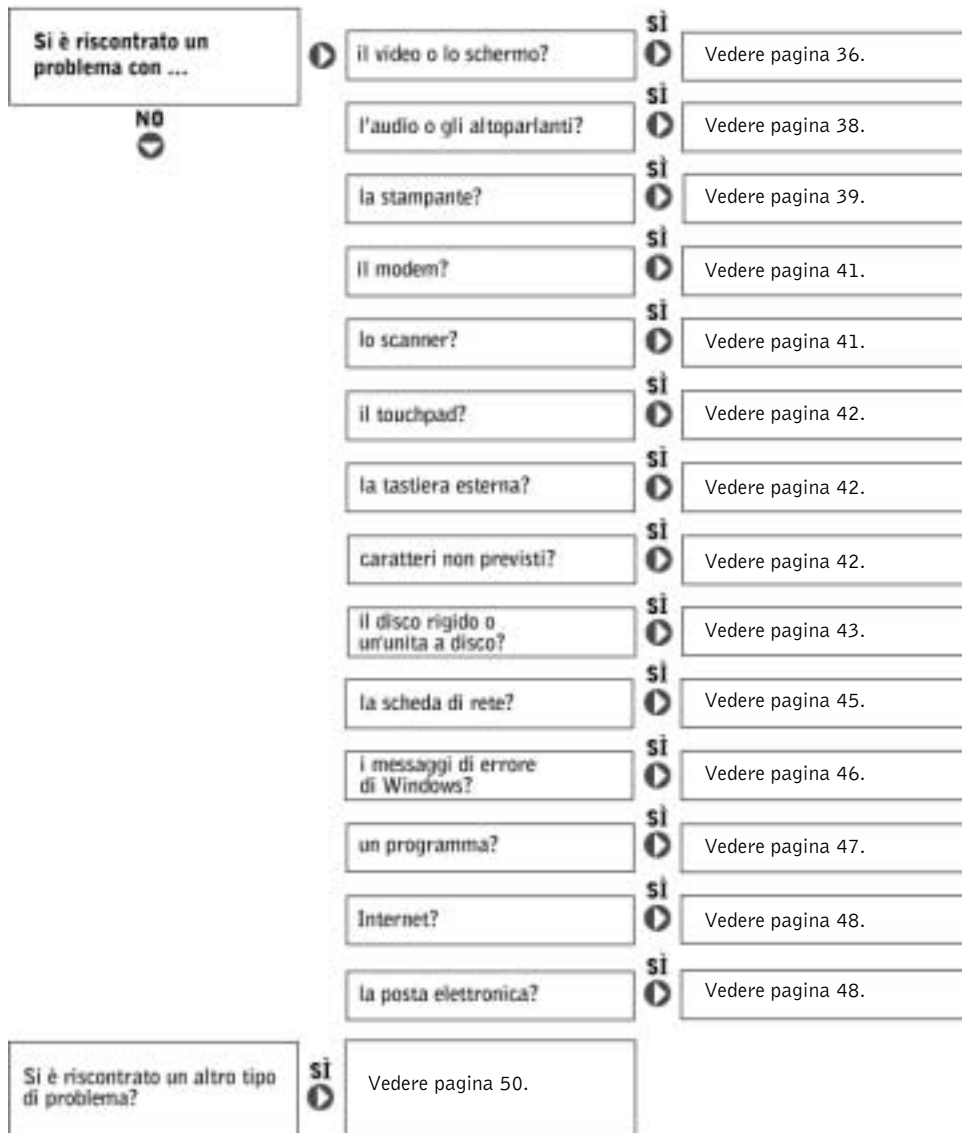 Si è riscontrato un
problema con ...
NO
il video o lo schermo?
SÌ
Vedere pagina 36.
l'audio o gli altoparlanti?
SÌ
Vedere pagina 38.
la stampante?
SÌ
Vedere pagina 39.
il modem?
SÌ
Vedere pagina 41.
lo scanner?
SÌ
Vedere pagina 41.
il touchpad?
SÌ
Vedere pagina 42.
la tastiera esterna?
SÌ
Vedere pagina 42.
caratteri non previsti?
SÌ
Vedere pagina 42.
il disco rigido o
un'unita a disco?
SÌ
Vedere pagina 43.
la scheda di rete?
SÌ
Vedere pagina 45.
i messaggi di errore
di Windows?
SÌ
Vedere pagina 46.
un programma?
SÌ
Vedere pagina 47.
Internet?
SÌ
Vedere pagina 48.
la posta elettronica?
SÌ
Vedere pagina 48.
Si è riscontrato un altro tipo
di problema?
SÌ
Vedere pagina 50.